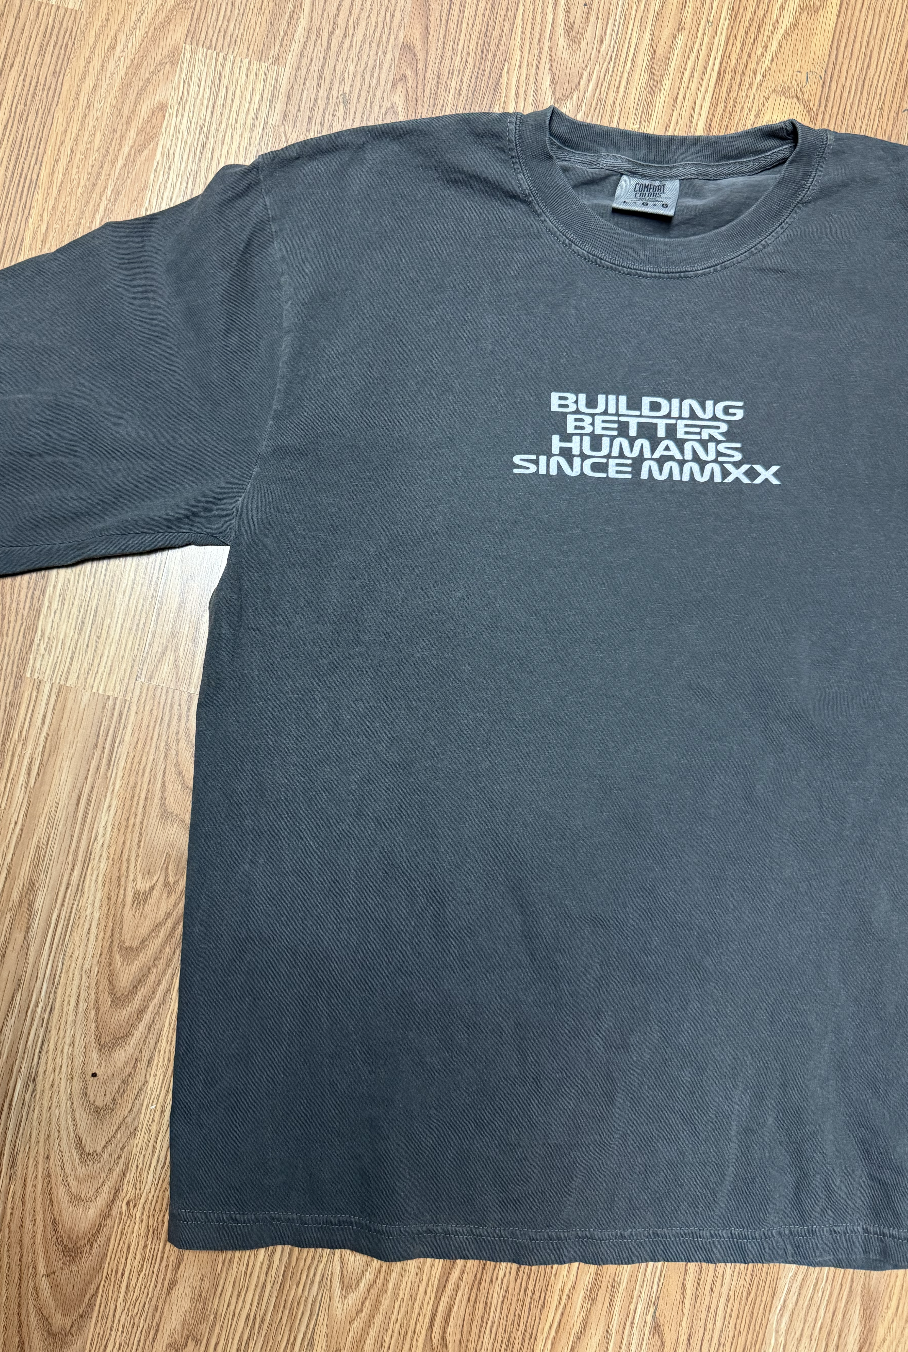 COMFORT
COLORS
BUILDING
BETTER
HUMANS
SINCE MMXX